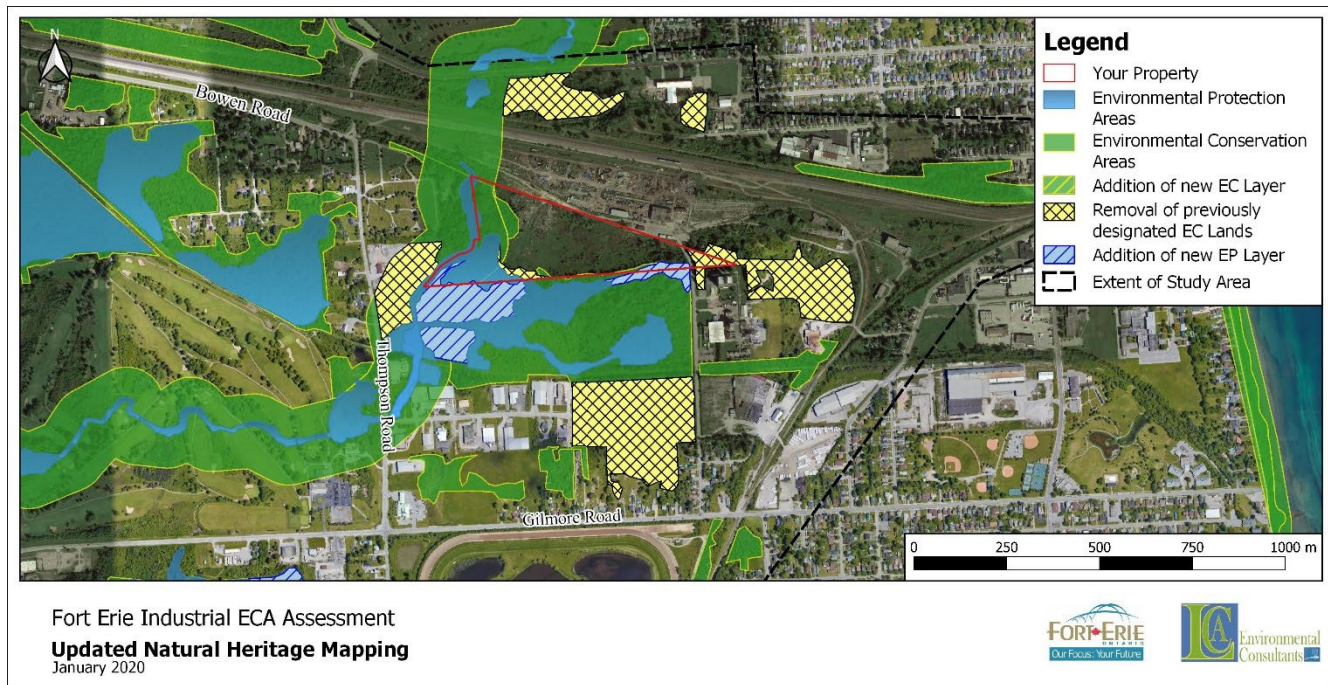 Bowen Road
Thompson Road
Gilmore Road
Legend
Your Property
Environmental Protection
Areas
Environmental Conservation
Areas
Addition of new EC Layer
Removal of previously
designated EC Lands
Addition of new EP Layer
Extent of Study Area
0 250 500 750 1000 m
Fort Erie Industrial ECA Assessment
Updated Natural Heritage Mapping
January 2020
FORT ERIE
ONTARIO
Our Focus: Your Future
LCA
Environmental
Consultants